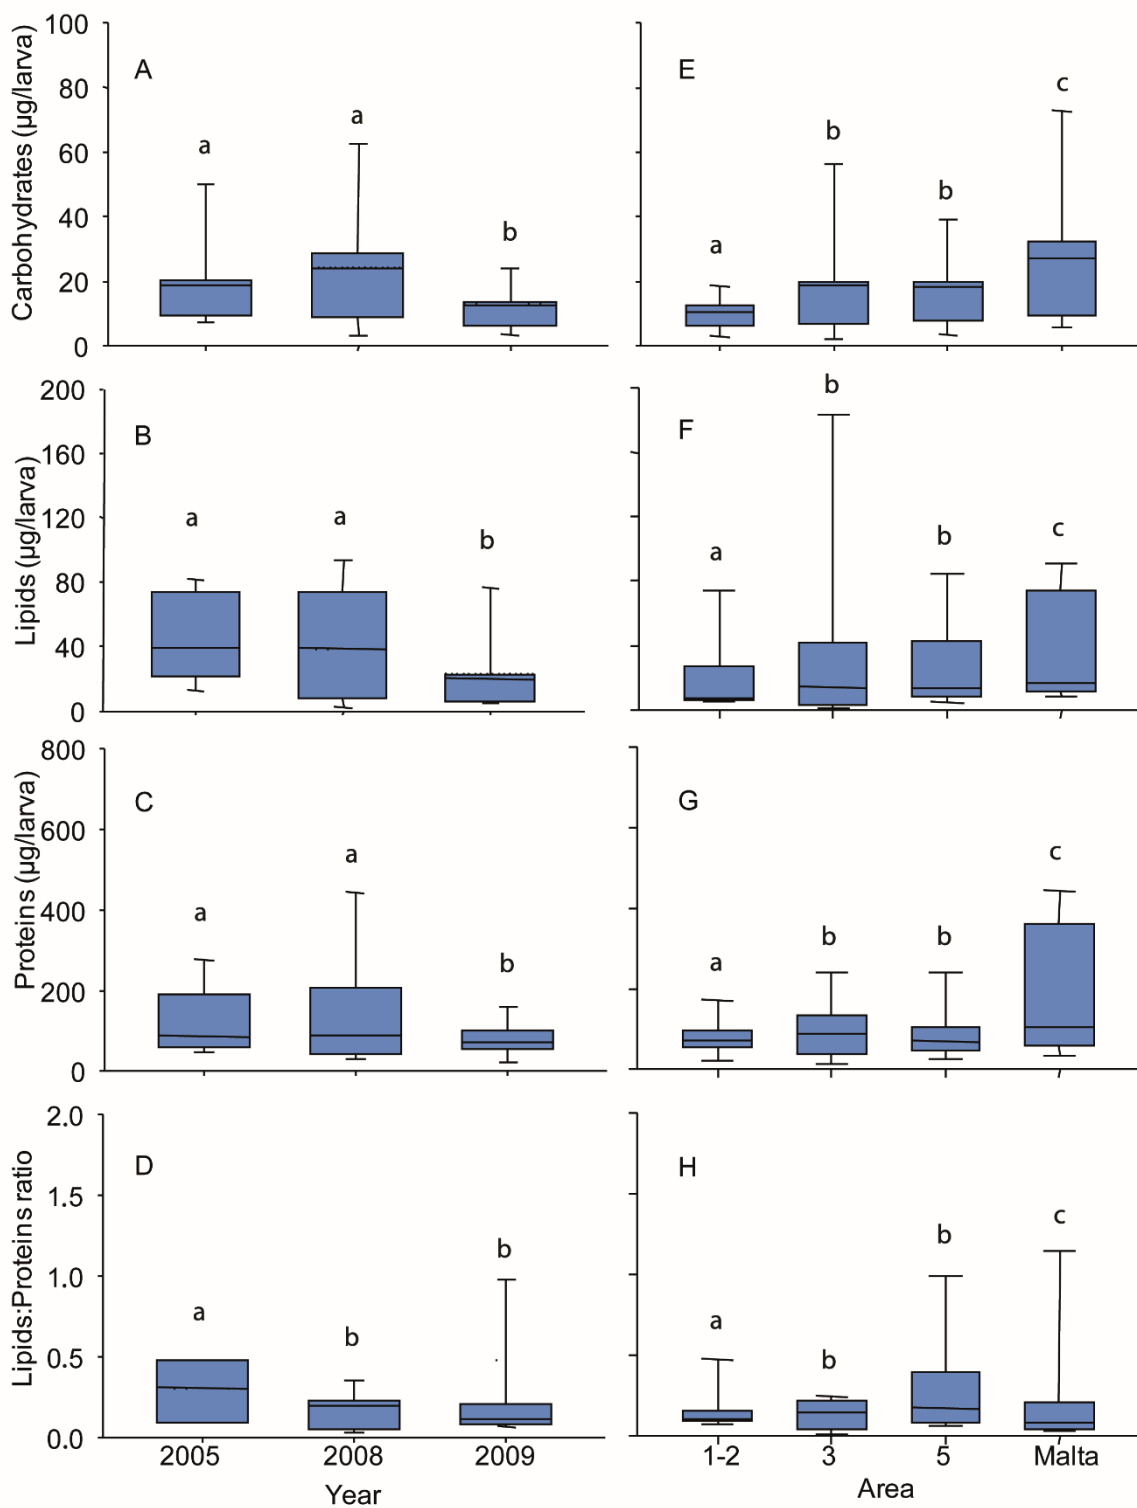 Carbohydrates (µg/larva)
100
80
60
40
20
0
A
a
a
b
E
a
b
b
c
Lipids (µg/larva)
200
160
120
80
40
0
B
a
a
b
F
a
b
b
c
Proteins (µg/larva)
800
600
400
200
0
C
a
a
b
G
a
b
b
c
Lipids:Proteins ratio
2.0
1.5
1.0
0.5
0.0
D
a
b
b
H
a
b
b
c
2005 2008 2009
Year
1-2 3 5 Malta
Area